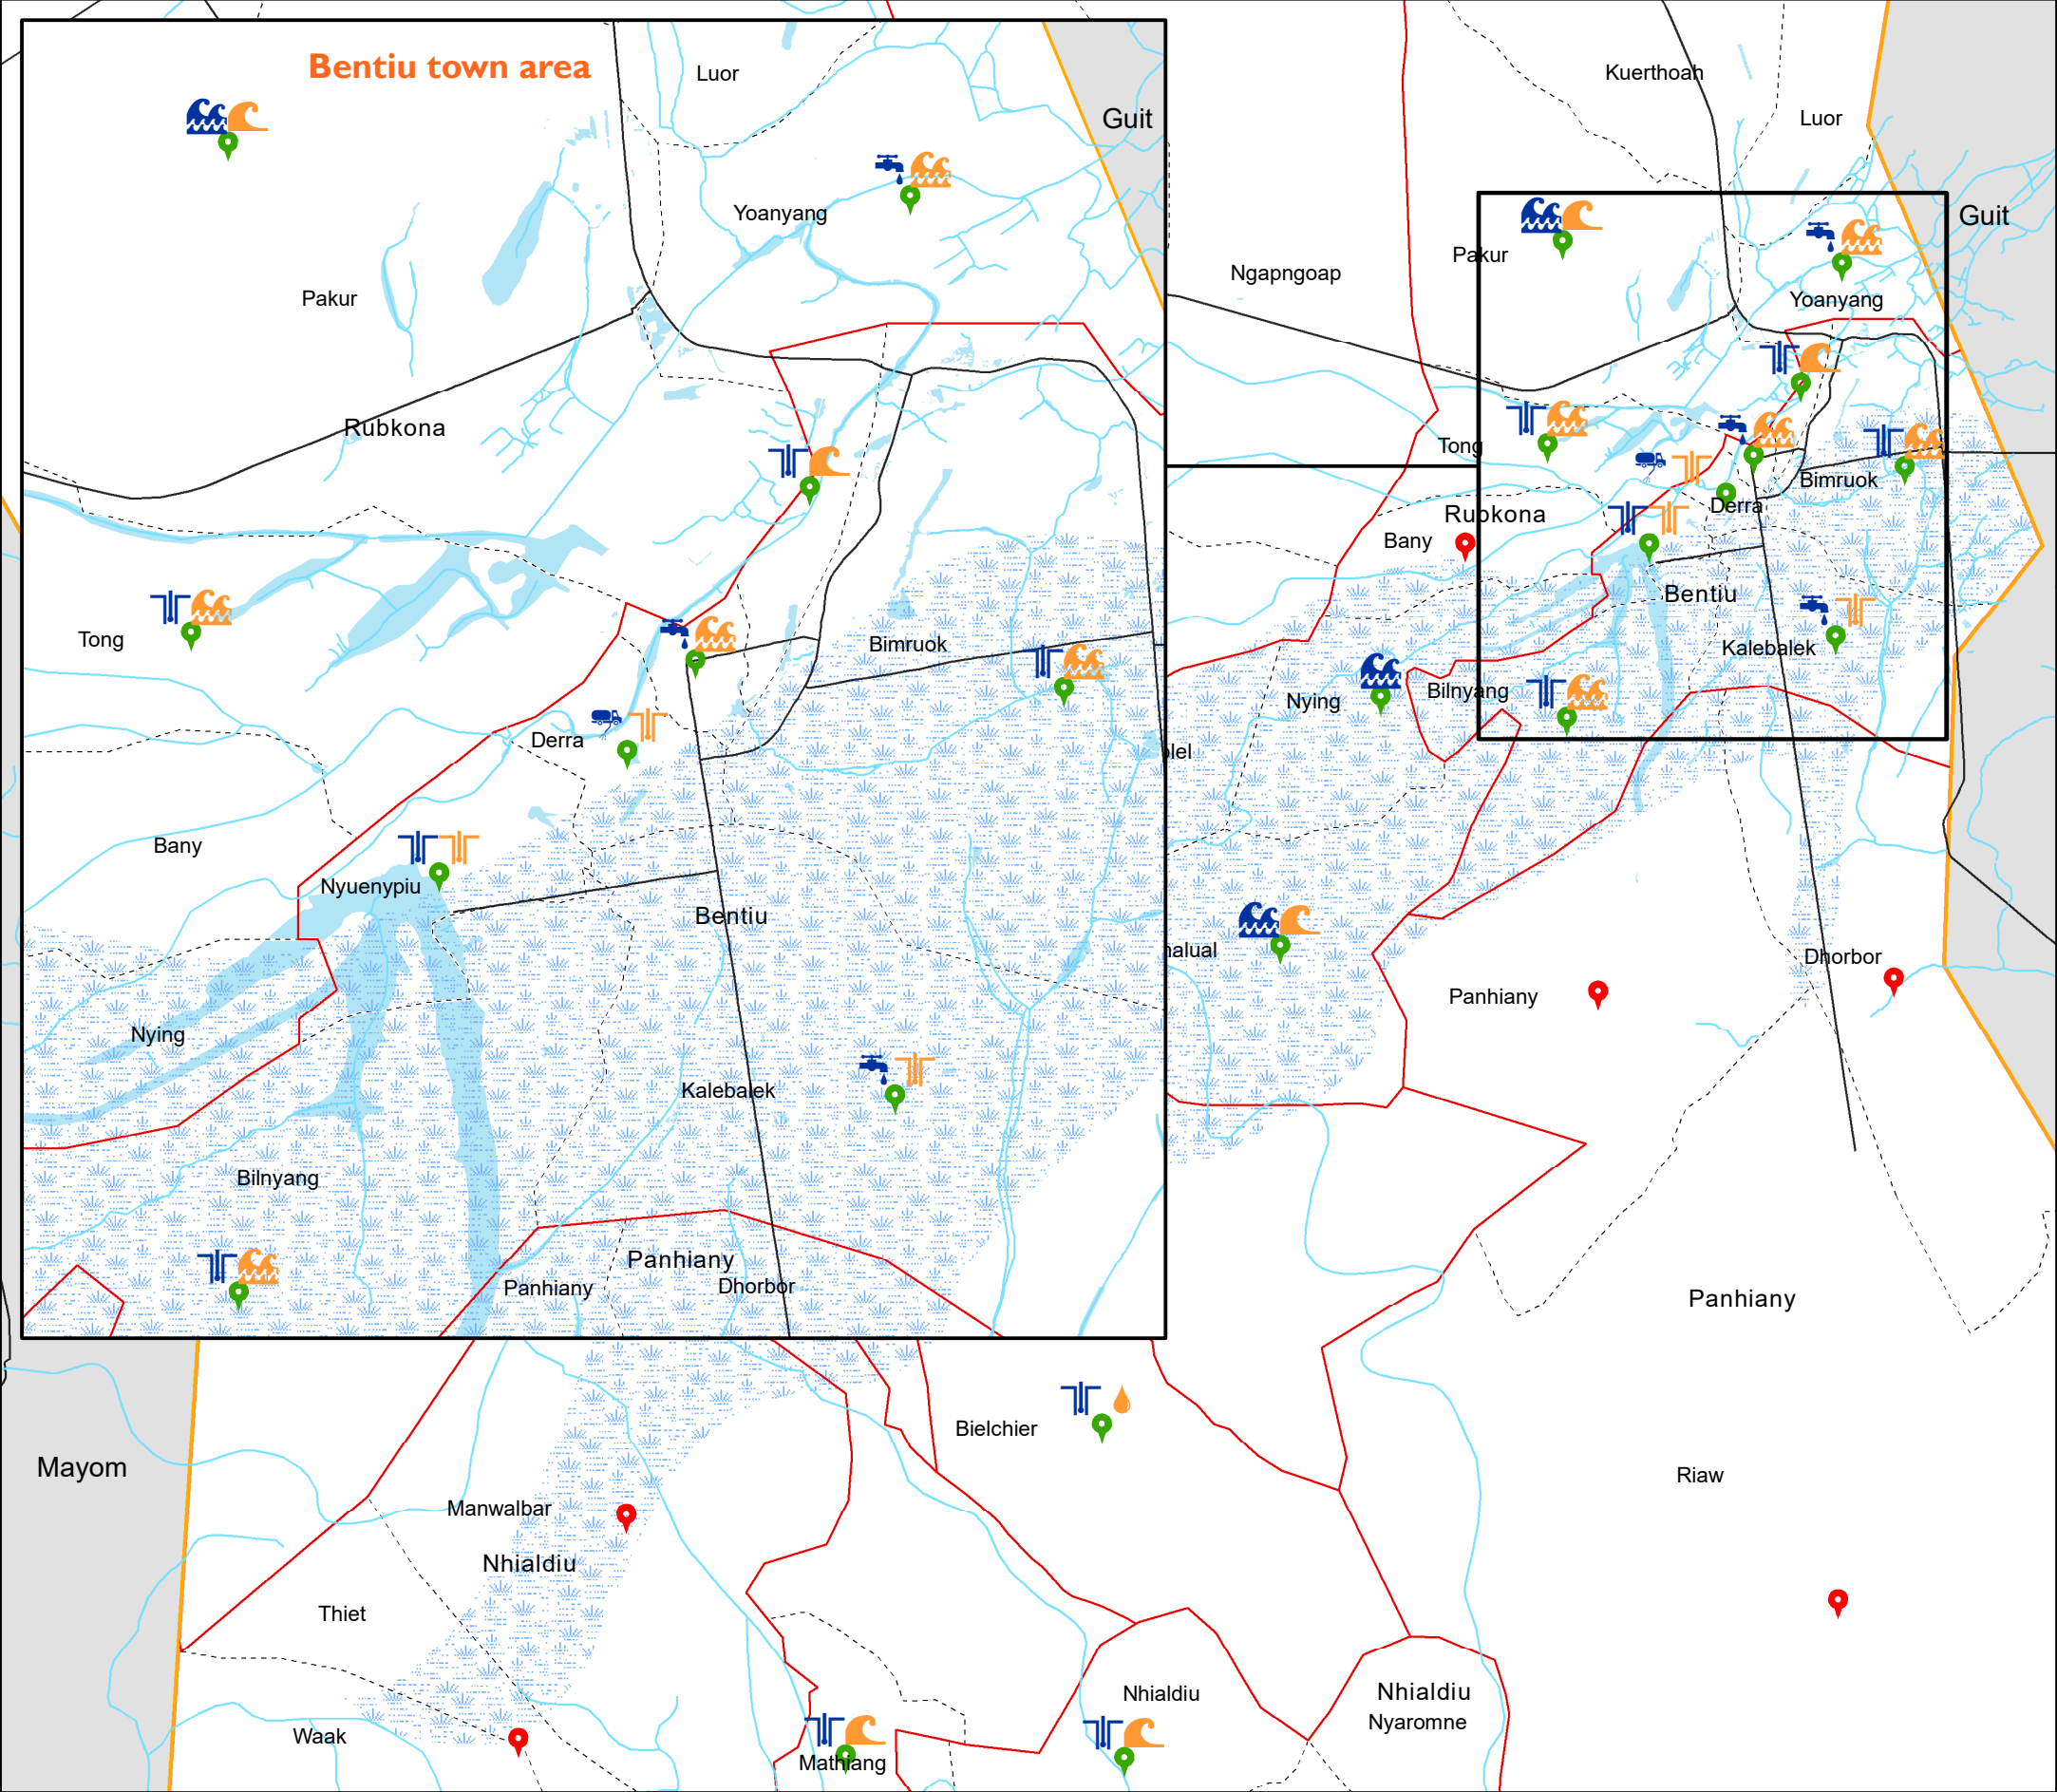 Bentiu town area
Luor
Guit
Yoanyang
Pakur
Rubkona
Tong
Bimruok
Derra
Bany
Nyuenypiu
Bentiu
Nying
Kalebalek
Bilnyang
Panhiany
Panhiany
Dhorbor
Kuerthoah
Luor
Guit
Pakur
Ngapngoap
Yoanyang
Tong
Bimruok
Derra
Rubkona
Bany
Bentiu
Kalebalek
Bilnyang
Nying
lel
alual
Dhorbor
Panhiany
Panhiany
Bielchier
Mayom
Riaw
Manwalbar
Nhialdiu
Thiet
Nhialdiu
Nhialdiu
Nyaromne
Waak
Mathiang